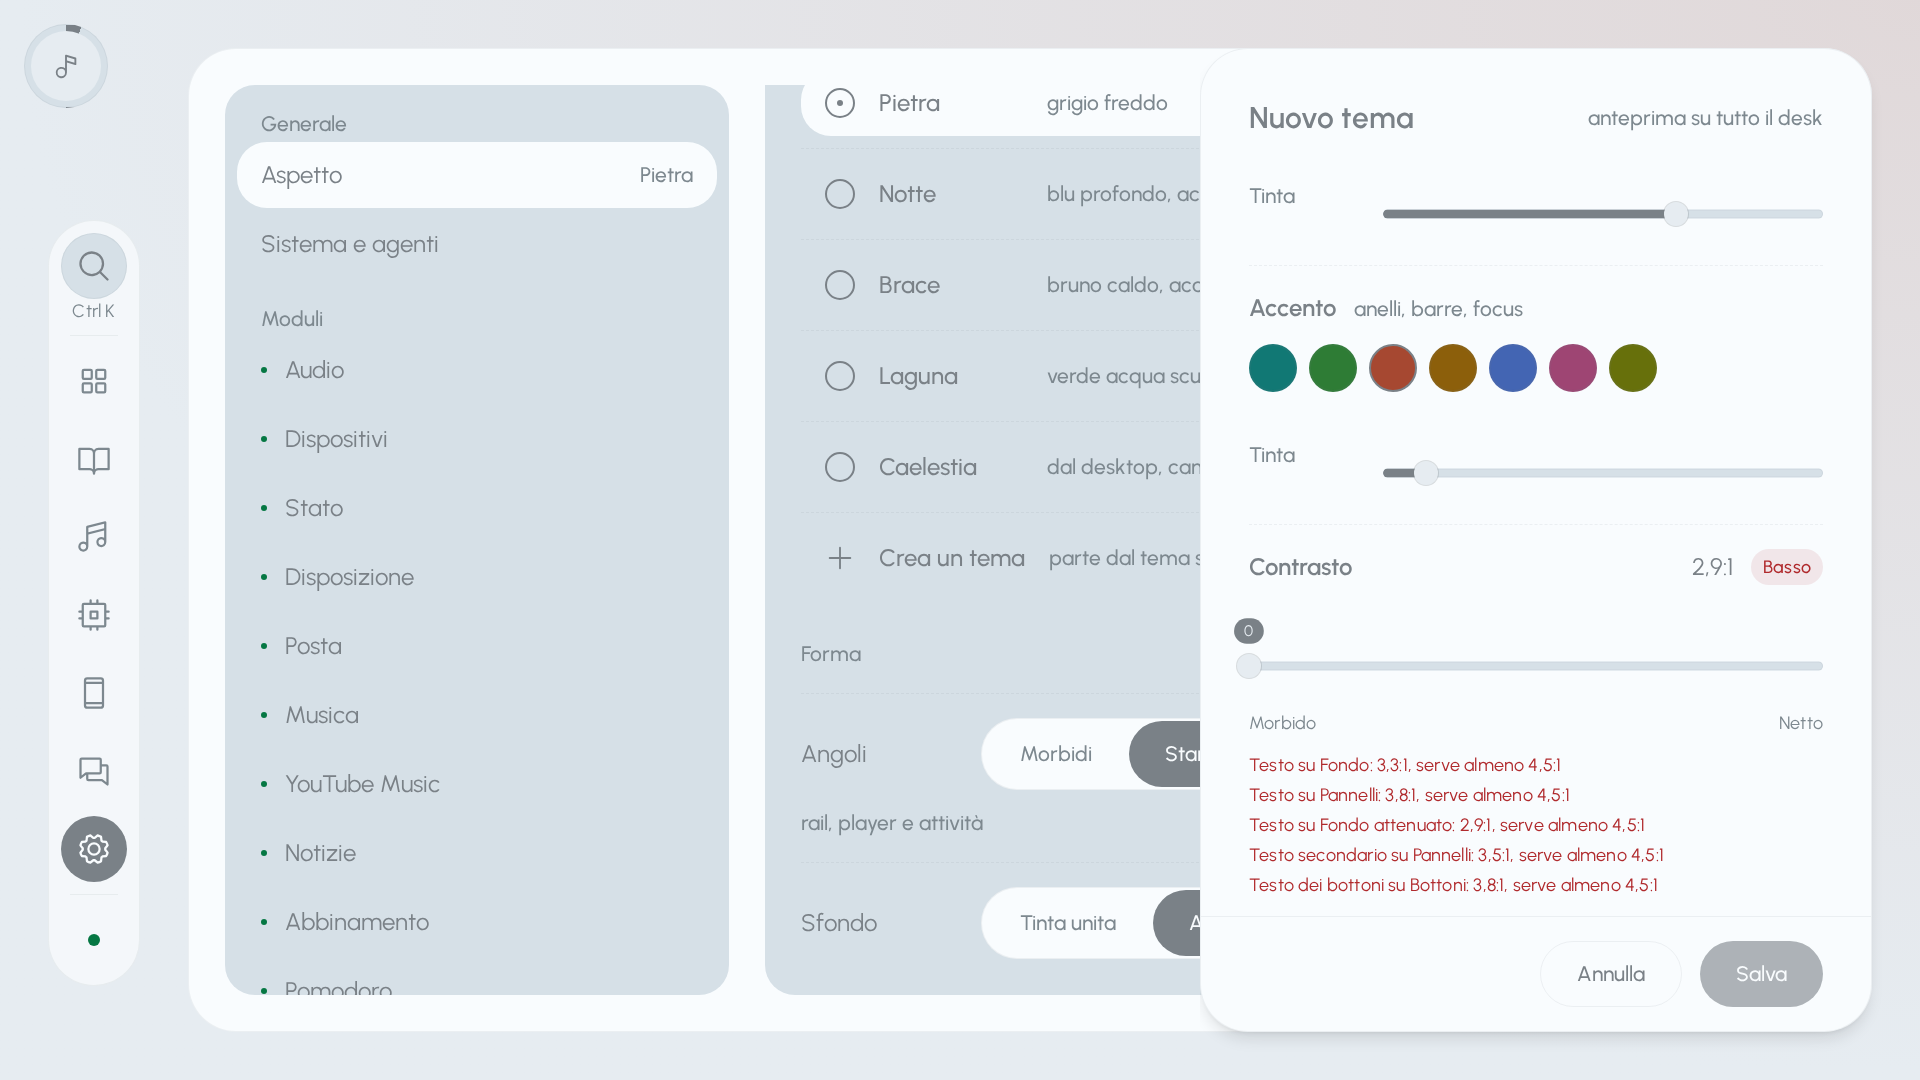 Ctrl K
Generale
Aspetto Pietra
Sistema e agenti
Moduli
Audio
Dispositivi
Stato
Disposizione
Posta
Musica
YouTube Music
Notizie
Abbinamento
Pomodoro
Pietra grigio freddo
Notte blu profondo, ac
Brace bruno caldo, acc
Laguna verde acqua scu
Caelestia dal desktop, can
Crea un tema parte dal tema s
Forma
Angoli Morbidi Star
rail, player e attività
Sfondo Tinta unita A
Nuovo tema anteprima su tutto il desk
Tinta
Accento anelli, barre, focus
Tinta
Contrasto 2,9:1 Basso
0
Morbido Netto
Testo su Fondo: 3,3:1, serve almeno 4,5:1
Testo su Pannelli: 3,8:1, serve almeno 4,5:1
Testo su Fondo attenuato: 2,9:1, serve almeno 4,5:1
Testo secondario su Pannelli: 3,5:1, serve almeno 4,5:1
Testo dei bottoni su Bottoni: 3,8:1, serve almeno 4,5:1
Annulla Salva